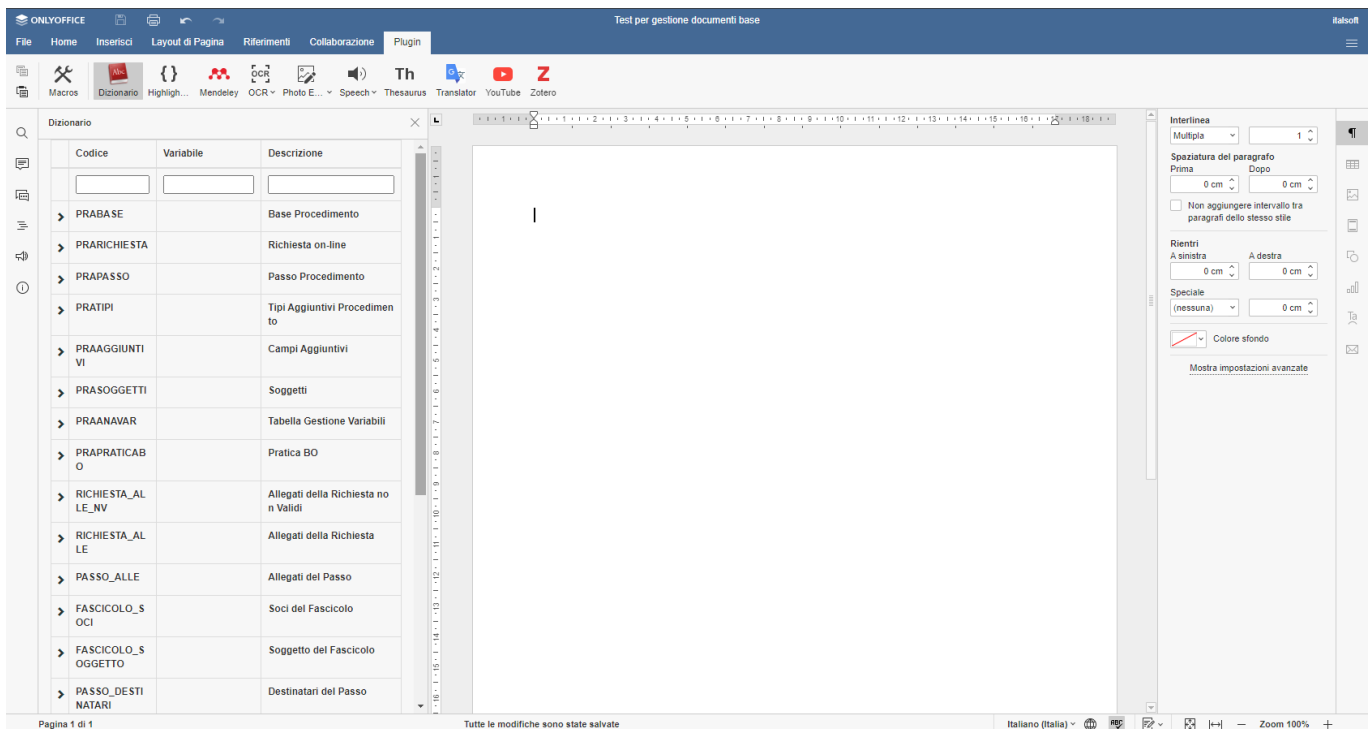 ONLYOFFICE
Test per gestione documenti base
italsoft
File Home Inserisci Layout di Pagina Riferimenti Collaborazione Plugin
Macros Dizionario Highligh... Mendeley OCR Photo E... Speech Thesaurus Translator YouTube Zotero
Dizionario
Codice Variabile Descrizione
PRABASE Base Procedimento
PRARICHIESTA Richiesta on-line
PRAPASSO Passo Procedimento
PRATIPI Tipi Aggiuntivi Procedimen
to
PRAAGGIUNTI Campi Aggiuntivi
VI
PRASOGGETTI Soggetti
PRAANAVAR Tabella Gestione Variabili
PRAPRATICAB Pratica BO
O
RICHIESTA_AL Allegati della Richiesta no
LE_NV n Validi
RICHIESTA_AL Allegati della Richiesta
LE
PASSO_ALLE Allegati del Passo
FASCICOLO_S Soci del Fascicolo
OCI
FASCICOLO_S Soggetto del Fascicolo
OGGETTO
PASSO_DESTI Destinatari del Passo
NATARI
Interlinea
Multipla 1
Spaziatura del paragrafo
Prima Dopo
0 cm 0 cm
Non aggiungere intervallo tra
paragrafi dello stesso stile
Rientri
A sinistra A destra
0 cm 0 cm
Speciale
(nessuna) 0 cm
Colore sfondo
Mostra impostazioni avanzate
Pagina 1 di 1
Tutte le modifiche sono state salvate
Italiano (Italia) ABC Zoom 100%